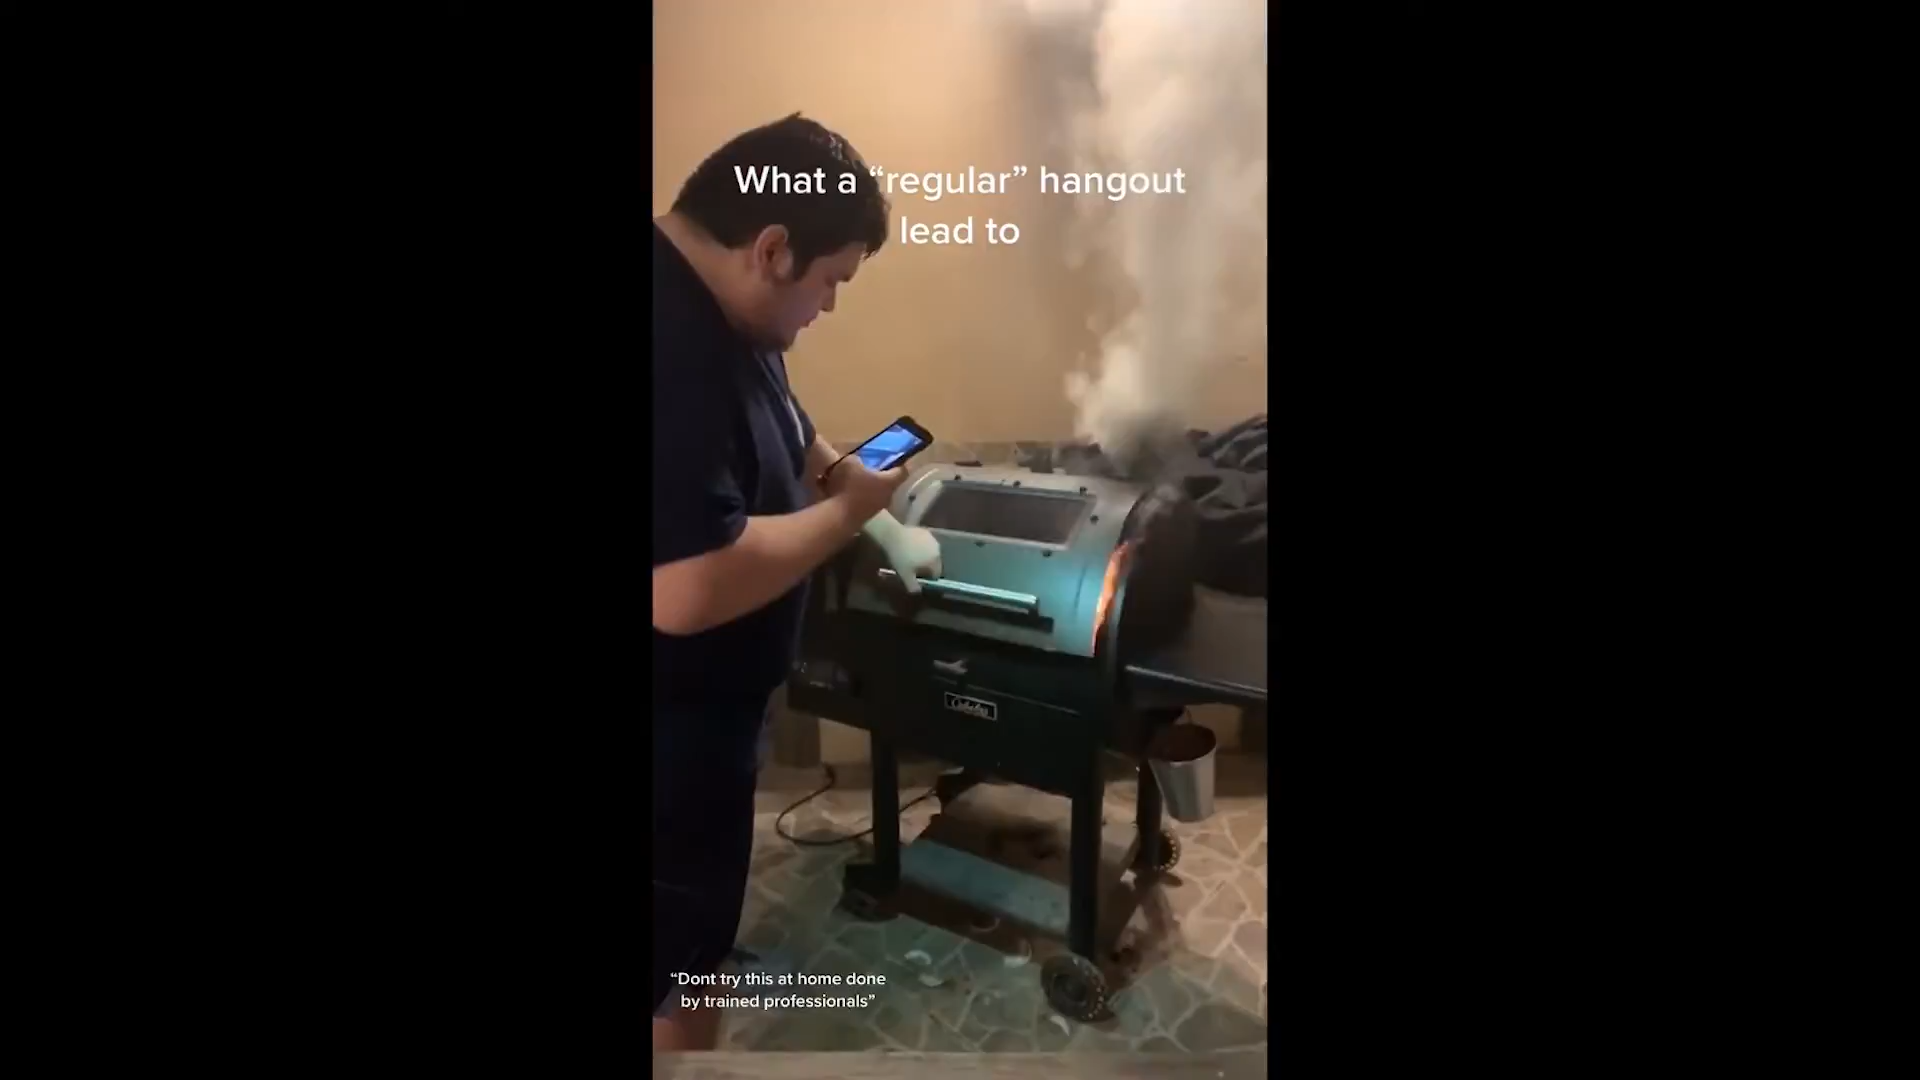 What a “regular” hangout
lead to
“Dont try this at home done
by trained professionals”